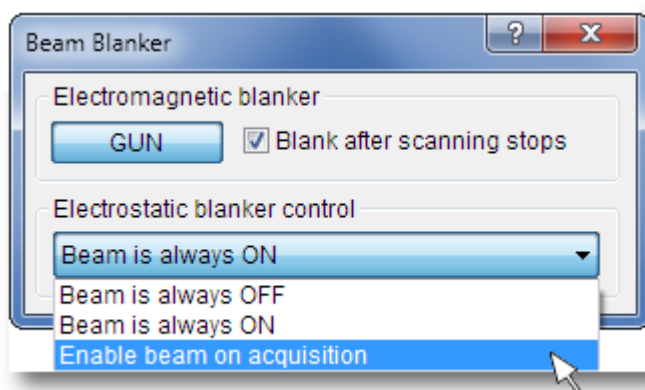 Beam Blanker
?
Electromagnetic blanker
GUN
Blank after scanning stops
Electrostatic blanker control
Beam is always ON
Beam is always OFF
Beam is always ON
Enable beam on acquisition